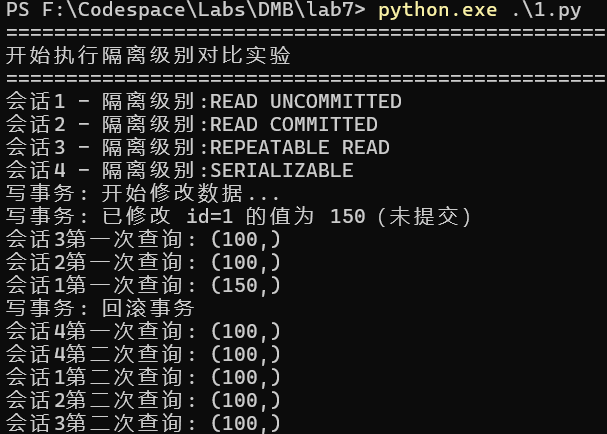 PS F:\Codespace\Labs\DMB\lab7> python.exe .\1.py
==================================================
开始执行隔离级别对比实验
==================================================
会话1 - 隔离级别:READ UNCOMMITTED
会话2 - 隔离级别:READ COMMITTED
会话3 - 隔离级别:REPEATABLE READ
会话4 - 隔离级别:SERIALIZABLE
写事务: 开始修改数据...
写事务: 已修改 id=1 的值为 150 (未提交)
会话3第一次查询: (100,)
会话2第一次查询: (100,)
会话1第一次查询: (150,)
写事务: 回滚事务
会话4第一次查询: (100,)
会话4第二次查询: (100,)
会话1第二次查询: (100,)
会话2第二次查询: (100,)
会话3第二次查询: (100,)